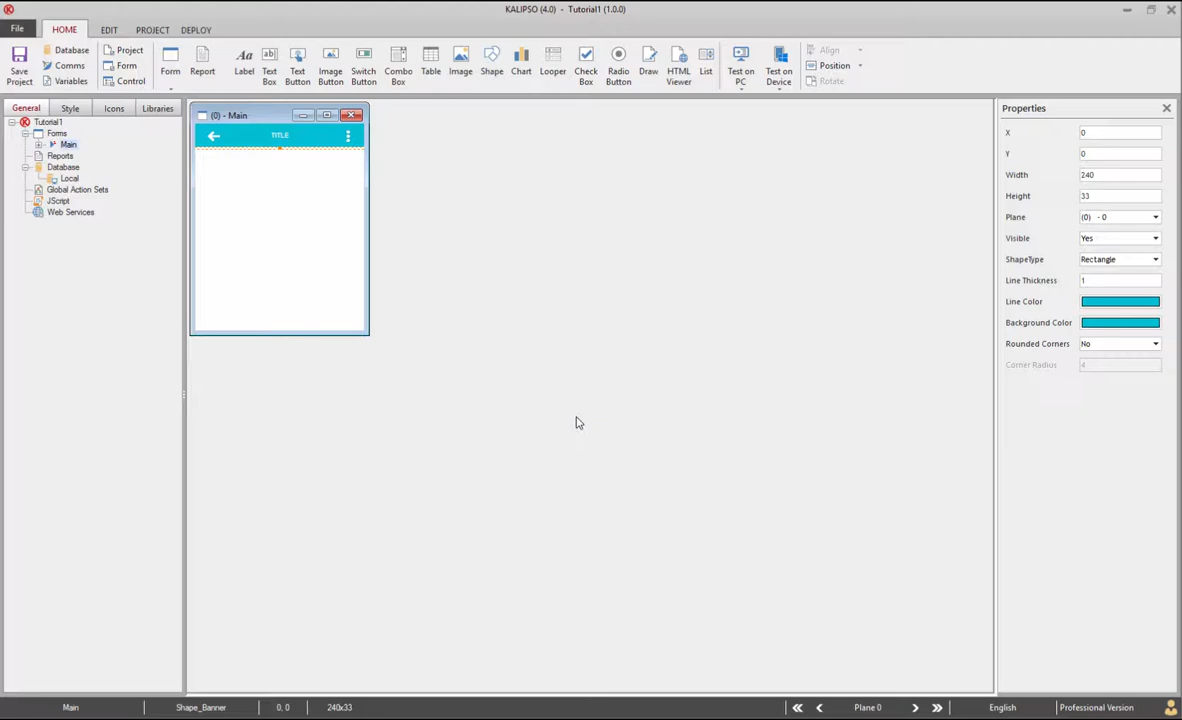 KALIPSO (4.0) - Tutorial1 (1.0.0)
File
HOME
EDIT
PROJECT
DEPLOY
Save Project
Database
Comms
Variables
Project
Form
Control
Form
Report
Label
Text Box
Text Button
Image Button
Switch Button
Combo Box
Table
Image
Shape
Chart
Looper
Check Box
Radio Button
Draw
HTML Viewer
List
Test on PC
Test on Device
Align
Position
Rotate
General
Style
Icons
Libraries
Tutorial1
Forms
Main
Reports
Database
Local
Global Action Sets
JScript
Web Services
(0) - Main
TITLE
Properties
X 0
Y 0
Width 240
Height 33
Plane (0) - 0
Visible Yes
ShapeType Rectangle
Line Thickness 1
Line Color
Background Color
Rounded Corners No
Corner Radius 4
Main
Shape_Banner
0, 0
240x33
Plane 0
English
Professional Version